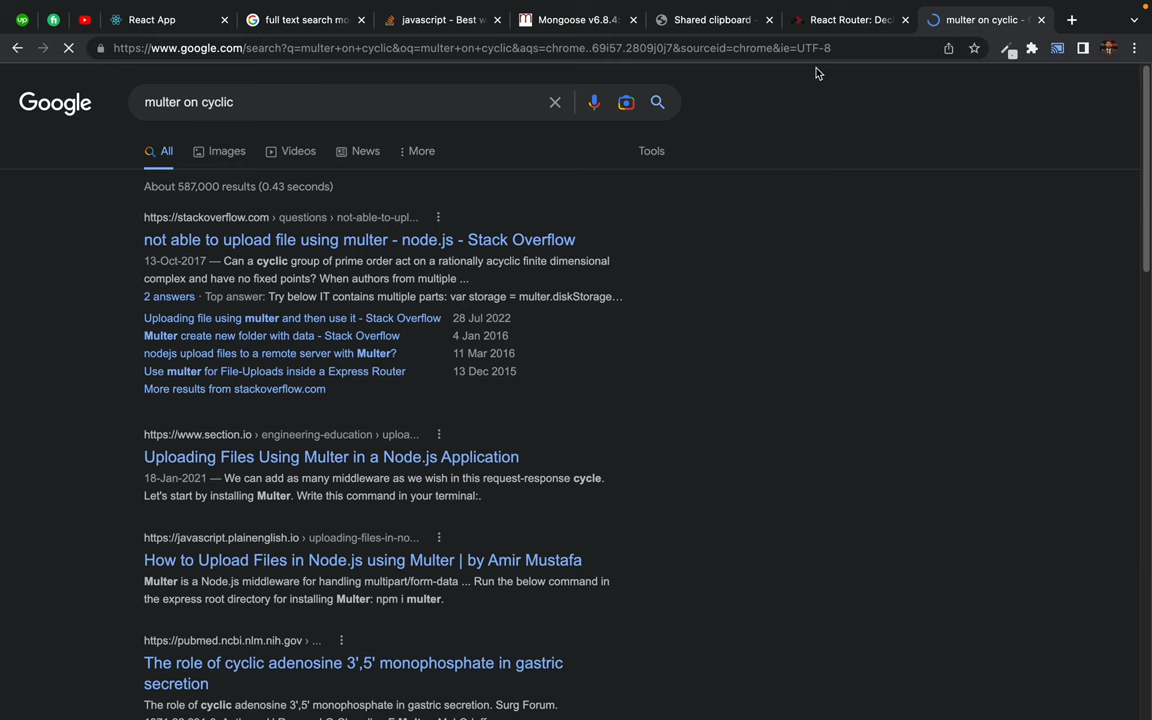 React App
full text search mo
javascript - Best w
Mongoose v6.8.4:
Shared clipboard
React Router: Dec
multer on cyclic -
https://www.google.com/search?q=multer+on+cyclic&oq=multer+on+cyclic&aqs=chrome..69i57.2809j0j7&sourceid=chrome&ie=UTF-8
Google
multer on cyclic
All
Images
Videos
News
More
Tools
About 587,000 results (0.43 seconds)
https://stackoverflow.com › questions › not-able-to-upl...
not able to upload file using multer - node.js - Stack Overflow
13-Oct-2017 — Can a cyclic group of prime order act on a rationally acyclic finite dimensional
complex and have no fixed points? When authors from multiple ...
2 answers · Top answer: Try below IT contains multiple parts: var storage = multer.diskStorage...
Uploading file using multer and then use it - Stack Overflow 28 Jul 2022
Multer create new folder with data - Stack Overflow 4 Jan 2016
nodejs upload files to a remote server with Multer? 11 Mar 2016
Use multer for File-Uploads inside a Express Router 13 Dec 2015
More results from stackoverflow.com
https://www.section.io › engineering-education › uploa...
Uploading Files Using Multer in a Node.js Application
18-Jan-2021 — We can add as many middleware as we wish in this request-response cycle.
Let's start by installing Multer. Write this command in your terminal:.
https://javascript.plainenglish.io › uploading-files-in-no...
How to Upload Files in Node.js using Multer | by Amir Mustafa
Multer is a Node.js middleware for handling multipart/form-data ... Run the below command in
the express root directory for installing Multer: npm i multer.
https://pubmed.ncbi.nlm.nih.gov › ...
The role of cyclic adenosine 3',5' monophosphate in gastric
secretion
The role of cyclic adenosine 3',5' monophosphate in gastric secretion. Surg Forum.